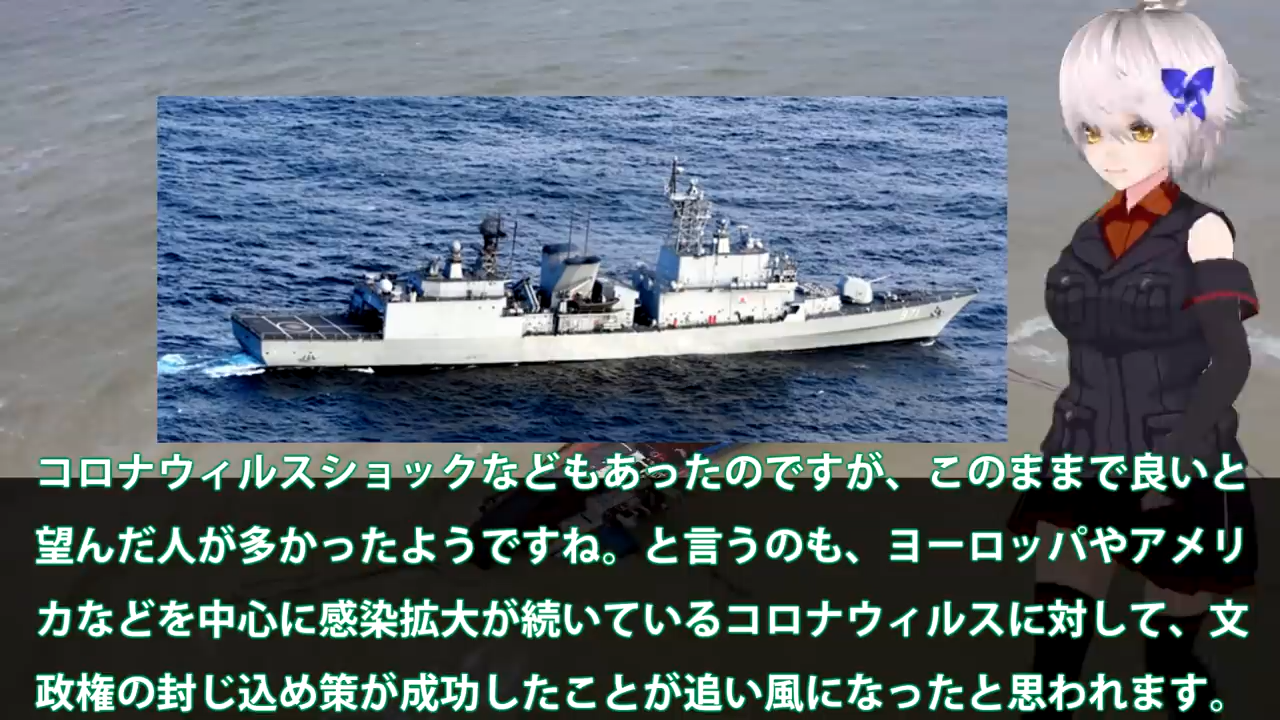 コロナウィルスショックなどもあったのですが、このままで良いと
望んだ人が多かったようですね。と言うのも、ヨーロッパやアメリ
カなどを中心に感染拡大が続いているコロナウィルスに対して、文
政権の封じ込め策が成功したことが追い風になったと思われます。